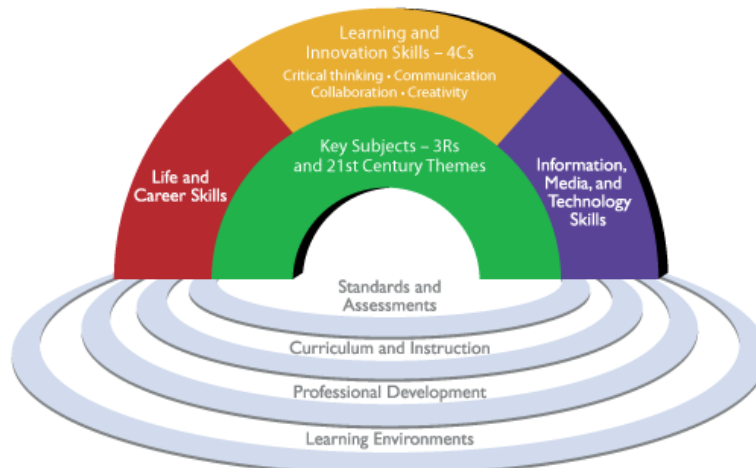 Learning and
Innovation Skills – 4Cs
Critical thinking • Communication
Collaboration • Creativity
Key Subjects – 3Rs
and 21st Century Themes
Life and
Career Skills
Information,
Media, and
Technology
Skills
Standards and
Assessments
Curriculum and Instruction
Professional Development
Learning Environments